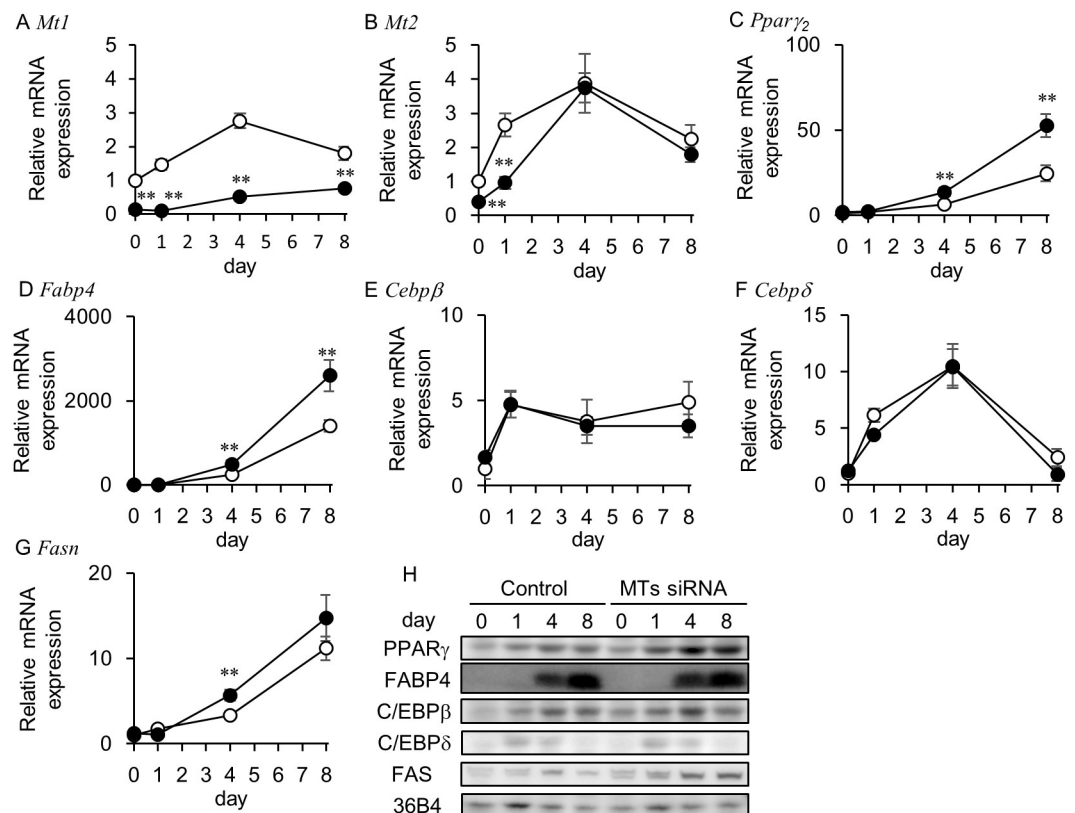 A Mt1
Relative mRNA
expression
5
4
3
2
1
0
** ** ** **
0 1 2 3 4 5 6 7 8
day
B Mt2
Relative mRNA
expression
6
5
4
3
2
1
0
**
**
0 1 2 3 4 5 6 7 8
day
C Pparγ2
Relative mRNA
expression
100
50
0
** **
0 1 2 3 4 5 6 7 8
day
D Fabp4
Relative mRNA
expression
4000
2000
0
** **
0 1 2 3 4 5 6 7 8
day
E Cebpβ
Relative mRNA
expression
10
5
0
0 1 2 3 4 5 6 7 8
day
F Cebpδ
Relative mRNA
expression
15
10
5
0
0 1 2 3 4 5 6 7 8
day
G Fasn
Relative mRNA
expression
20
10
0
**
0 1 2 3 4 5 6 7 8
day
H
Control MTs siRNA
day 0 1 4 8 0 1 4 8
PPARγ
FABP4
C/EBPβ
C/EBPδ
FAS
36B4